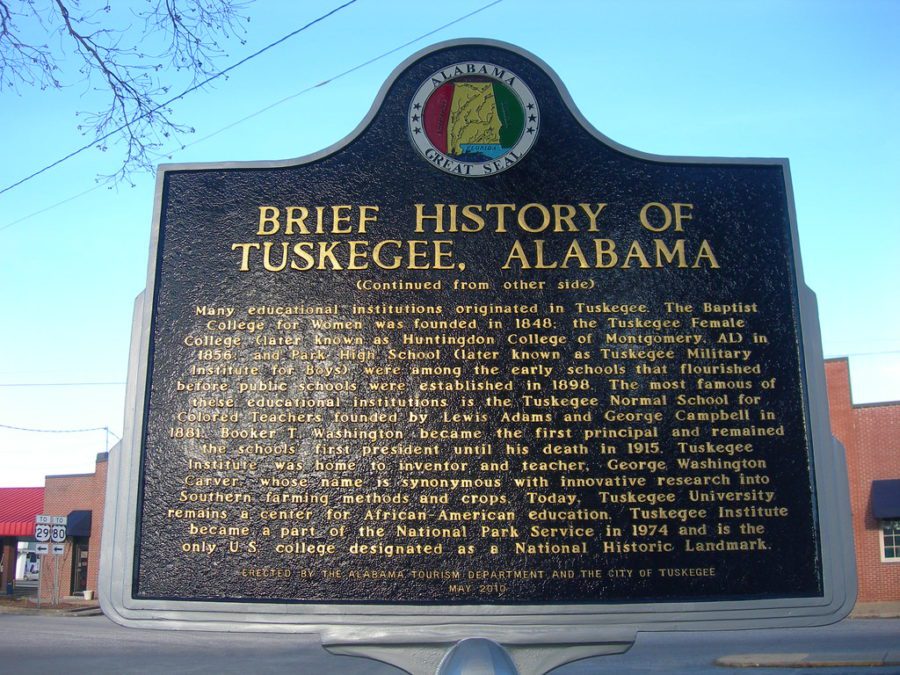 ALABAMA
FLORIDA
GREAT SEAL
BRIEF HISTORY OF
TUSKEGEE, ALABAMA
(Continued from other side)
Many educational institutions originated in Tuskegee. The Baptist
College for Women was founded in 1848; the Tuskegee Female
College (later known as Huntingdon College of Montgomery, AL) in
1856; and Park High School (later known as Tuskegee Military
Institute for Boys), were among the early schools that flourished
before public schools were established in 1898. The most famous of
these educational institutions is the Tuskegee Normal School for
Colored Teachers founded by Lewis Adams and George Campbell in
1881. Booker T. Washington became the first principal and remained
the schools first president until his death in 1915. Tuskegee
Institute was home to inventor and teacher, George Washington
Carver, whose name is synonymous with innovative research into
Southern farming methods and crops. Today, Tuskegee University
remains a center for African-American education. Tuskegee Institute
became a part of the National Park Service in 1974 and is the
only U.S. college designated as a National Historic Landmark.
ERECTED BY THE ALABAMA TOURISM DEPARTMENT AND THE CITY OF TUSKEGEE
MAY 2010
TO TO
29 80